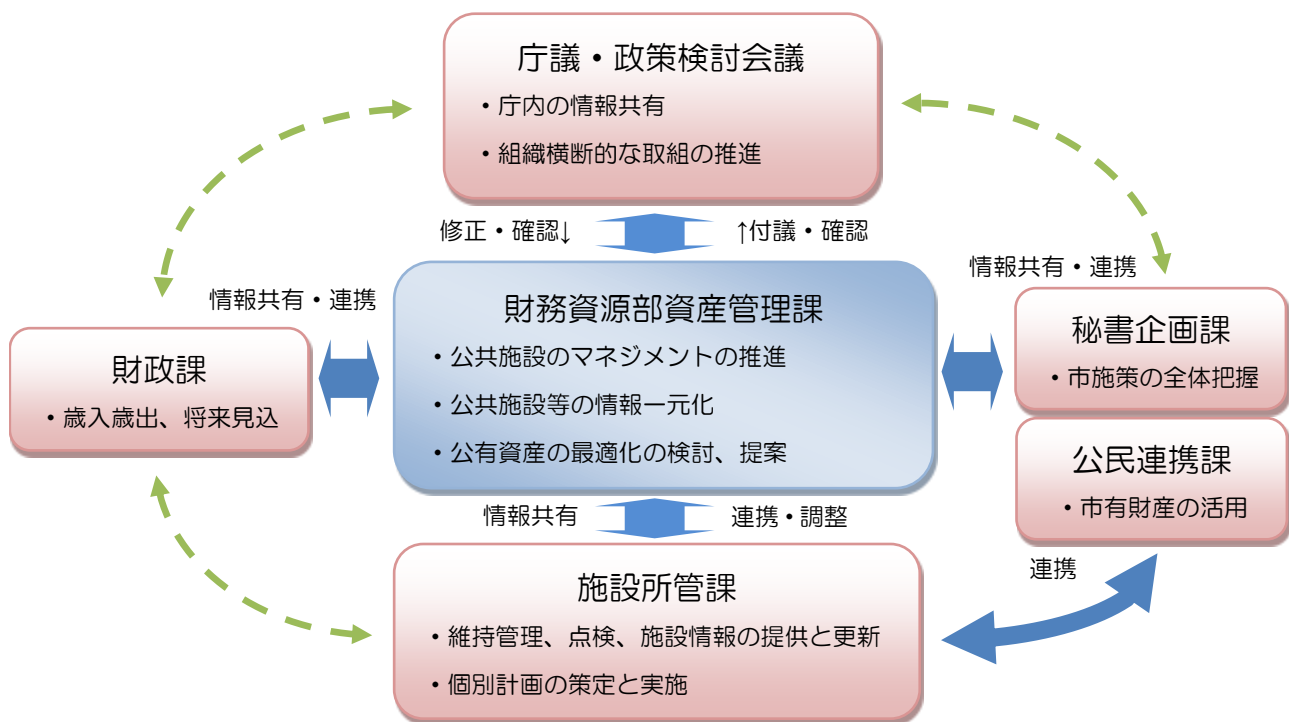 庁議・政策検討会議
・庁内の情報共有
・組織横断的な取組の推進
修正・確認↓
↑付議・確認
情報共有・連携
情報共有・連携
財務資源部資産管理課
・公共施設のマネジメントの推進
・公共施設等の情報一元化
・公有資産の最適化の検討、提案
財政課
・歳入歳出、将来見込
秘書企画課
・市施策の全体把握
公民連携課
・市有財産の活用
情報共有
連携・調整
連携
施設所管課
・維持管理、点検、施設情報の提供と更新
・個別計画の策定と実施